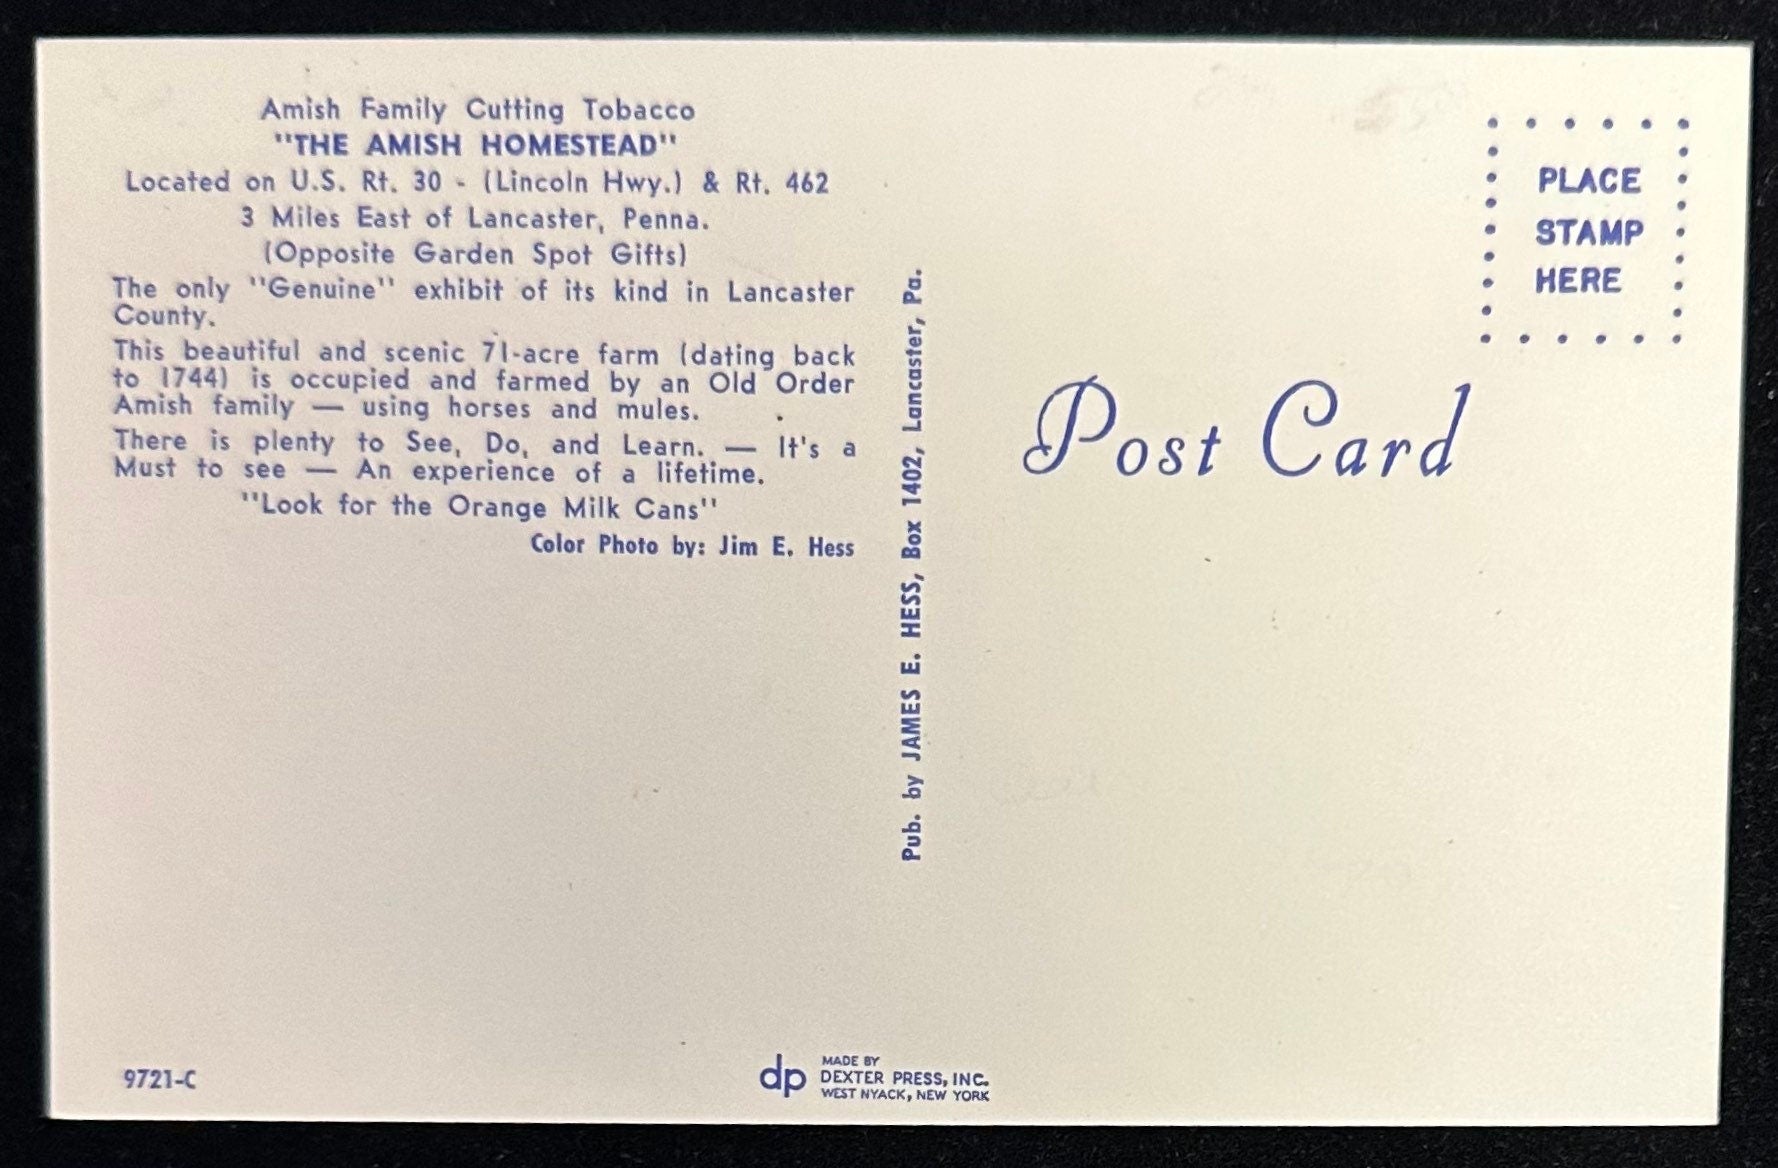 Amish Family Cutting Tobacco
"THE AMISH HOMESTEAD"
Located on U.S. Rt. 30 - (Lincoln Hwy.) & Rt. 462
3 Miles East of Lancaster, Penna.
(Opposite Garden Spot Gifts)
The only "Genuine" exhibit of its kind in Lancaster
County.
This beautiful and scenic 71-acre farm (dating back
to 1744) is occupied and farmed by an Old Order
Amish family — using horses and mules.
There is plenty to See, Do, and Learn. — It's a
Must to see — An experience of a lifetime.
"Look for the Orange Milk Cans"
Color Photo by: Jim E. Hess
9721-C
Pub. by JAMES E. HESS, Box 1402, Lancaster, Pa.
dp
MADE BY
DEXTER PRESS, INC.
WEST NYACK, NEW YORK
PLACE
STAMP
HERE
Post Card